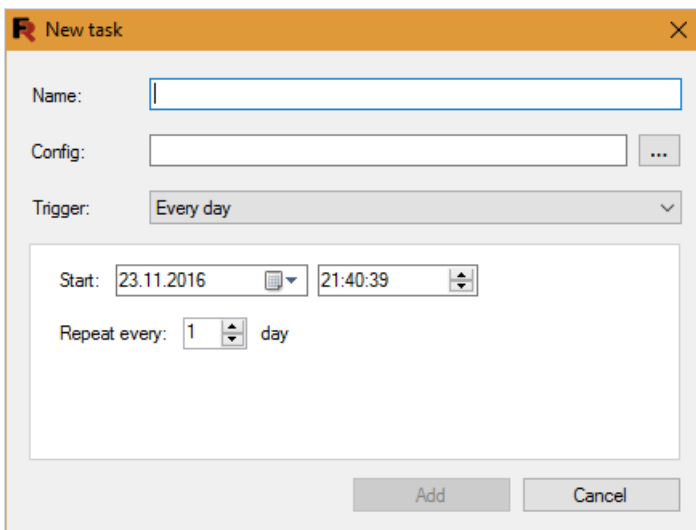 New task
Name:
Config: ...
Trigger: Every day
Start: 23.11.2016 21:40:39
Repeat every: 1 day
Add Cancel